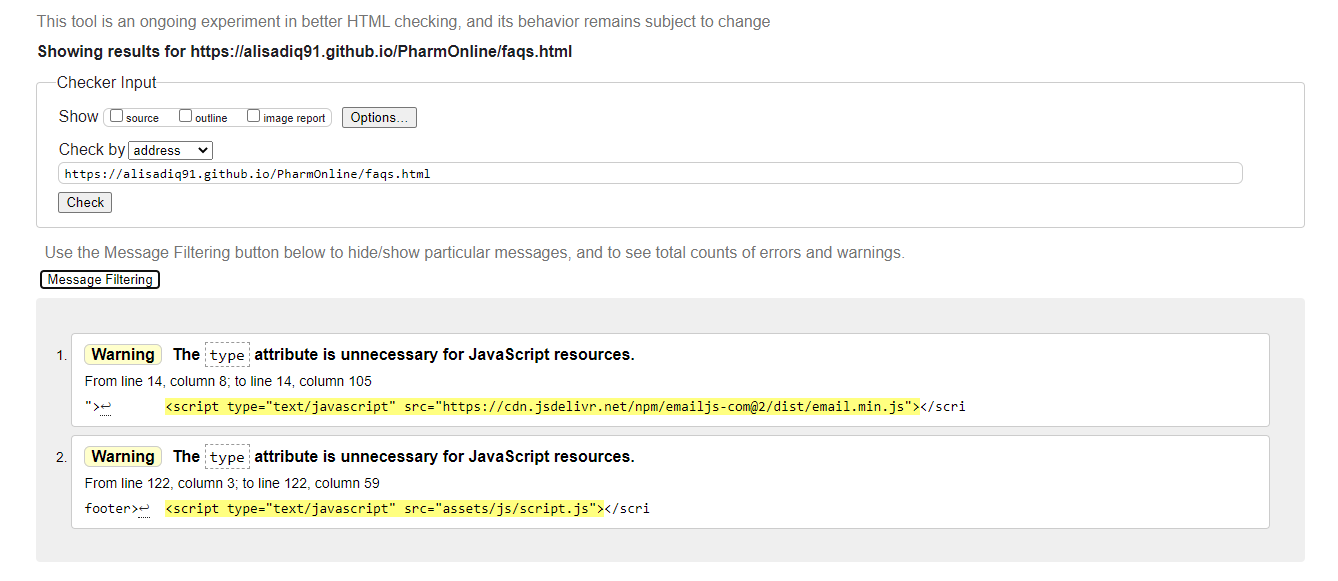 This tool is an ongoing experiment in better HTML checking, and its behavior remains subject to change
Showing results for https://alisadiq91.github.io/PharmOnline/faqs.html
Checker Input
Show source outline image report Options...
Check by address
https://alisadiq91.github.io/PharmOnline/faqs.html
Check
Use the Message Filtering button below to hide/show particular messages, and to see total counts of errors and warnings.
Message Filtering
1. Warning The type attribute is unnecessary for JavaScript resources.
From line 14, column 8; to line 14, column 105
">↩ <script type="text/javascript" src="https://cdn.jsdelivr.net/npm/emailjs-com@2/dist/email.min.js"></scri
2. Warning The type attribute is unnecessary for JavaScript resources.
From line 122, column 3; to line 122, column 59
footer>↩ <script type="text/javascript" src="assets/js/script.js"></scri